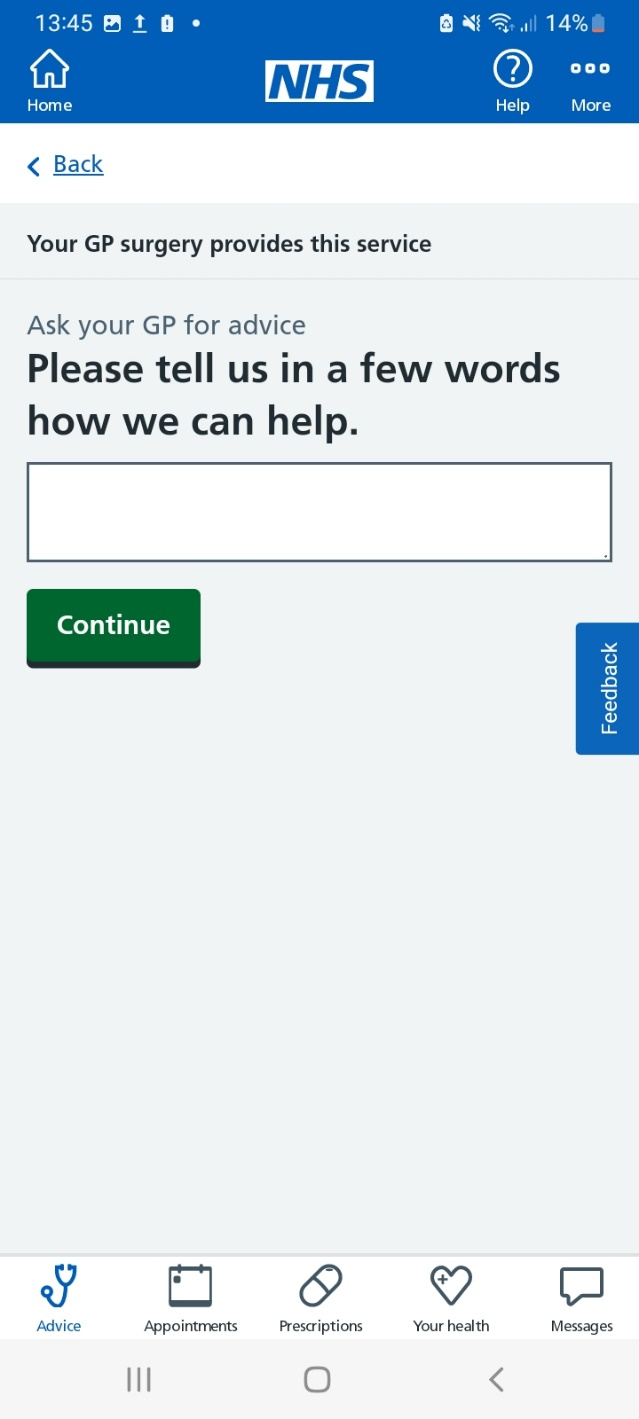 13:45 14%
NHS
Home Help More
Back
Your GP surgery provides this service
Ask your GP for advice
Please tell us in a few words
how we can help.
Continue
Feedback
Advice Appointments Prescriptions Your health Messages